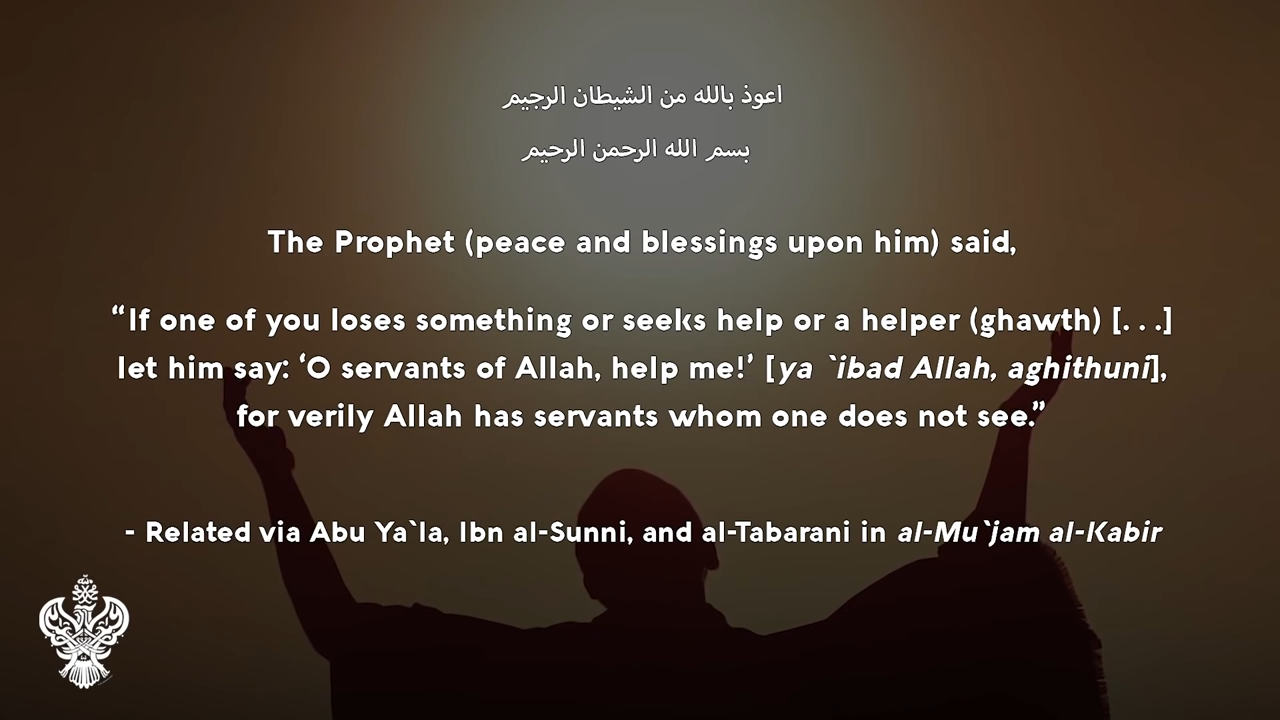 اعوذ بالله من الشيطان الرجيم
بسم الله الرحمن الرحيم
The Prophet (peace and blessings upon him) said,
“If one of you loses something or seeks help or a helper (ghawth) [. . .]
let him say: ‘O servants of Allah, help me!’ [ya `ibad Allah, aghithuni],
for verily Allah has servants whom one does not see.”
- Related via Abu Ya`la, Ibn al-Sunni, and al-Tabarani in al-Mu`jam al-Kabir